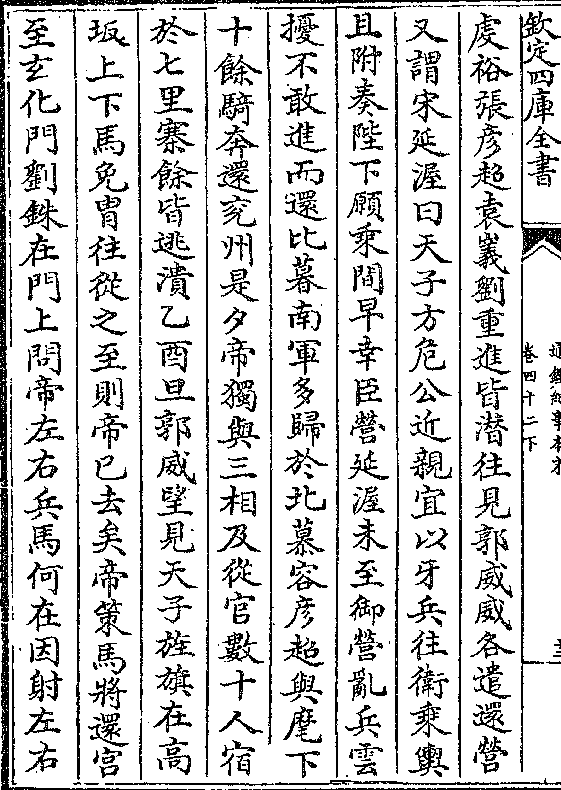 欽定四庫全書
通鑑紀事本末
卷四十二下
虔裕張彦超袁㠖劉重進皆潛往見郭威威各遣還營
又謂宋延渥曰天子方危公近親宜以牙兵往衛乗輿
且附奏陛下願乗間早幸臣營延渥未至御營亂兵雲
擾不敢進而還比暮南軍多歸於北慕容彦超與麾下
十餘騎奔還兖州是夕帝獨與三相及從官數十人宿
於七里寨餘皆逃潰乙酉旦郭威望見天子旌旗在高
坂上下馬免胄往從之至則帝已去矣帝策馬將還宫
至玄化門劉銖在門上問帝左右兵馬何在因射左右